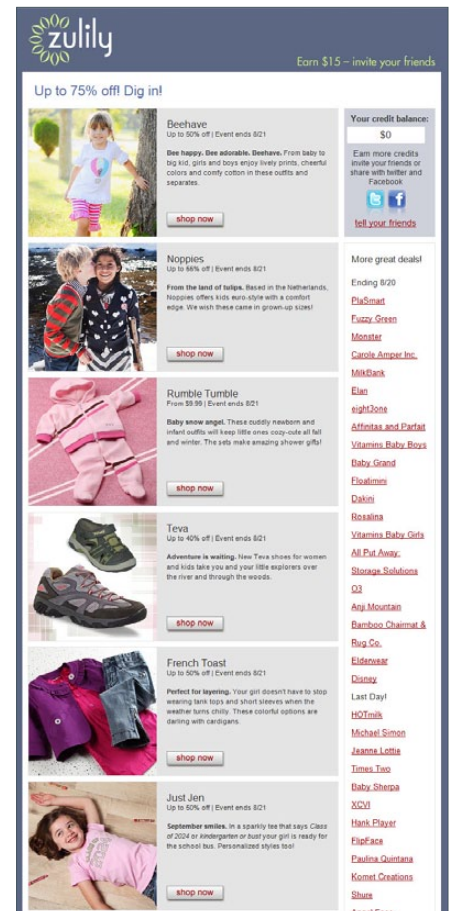 zulily
Earn $15 – invite your friends
Up to 75% off! Dig in!
Beehave
Up to 50% off | Event ends 8/21
Bee happy. Bee adorable. Beehave. From baby to
big kid, girls and boys enjoy lively prints, cheerful
colors and comfy cotton in these outfits and
separates.
shop now
Noppies
Up to 66% off | Event ends 8/21
From the land of tulips. Based in the Netherlands,
Noppies offers kids euro-style with a comfort
edge. We wish these came in grown-up sizes!
shop now
Rumble Tumble
From $9.99 | Event ends 8/21
Baby snow angel. These cuddly newborn and
infant outfits will keep little ones cozy-cute all fall
and winter. The sets make amazing shower gifts!
shop now
Teva
Up to 40% off | Event ends 8/21
Adventure is waiting. New Teva shoes for women
and kids take you and your little explorers over
the river and through the woods.
shop now
French Toast
Up to 50% off | Event ends 8/21
Perfect for layering. Your girl doesn't have to stop
wearing tank tops and short sleeves when the
weather turns chilly. These colorful options are
darling with cardigans.
shop now
Just Jen
Up to 50% off | Event ends 8/21
September smiles. In a sparkly tee that says Class
of 2024 or kindergarten or bust your girl is ready for
the school bus. Personalized styles too!
shop now
Your credit balance:
$0
Earn more credits
invite your friends or
share with twitter and
Facebook
tell your friends
More great deals!
Ending 8/20
PlaSmart
Fuzzy Green
Monster
Carole Amper Inc.
MilkBank
Elan
eight3one
Affinitas and Parfait
Vitamins Baby Boys
Baby Grand
Floatimini
Dakini
Rosalina
Vitamins Baby Girls
All Put Away:
Storage Solutions
O3
Anji Mountain
Bamboo Chairmat &
Rug Co.
Elderwear
Disney
Last Day!
HOTmilk
Michael Simon
Jeanne Lottie
Times Two
Baby Sherpa
XCVI
Hank Player
FlipFace
Paulina Quintana
Komet Creations
Shure